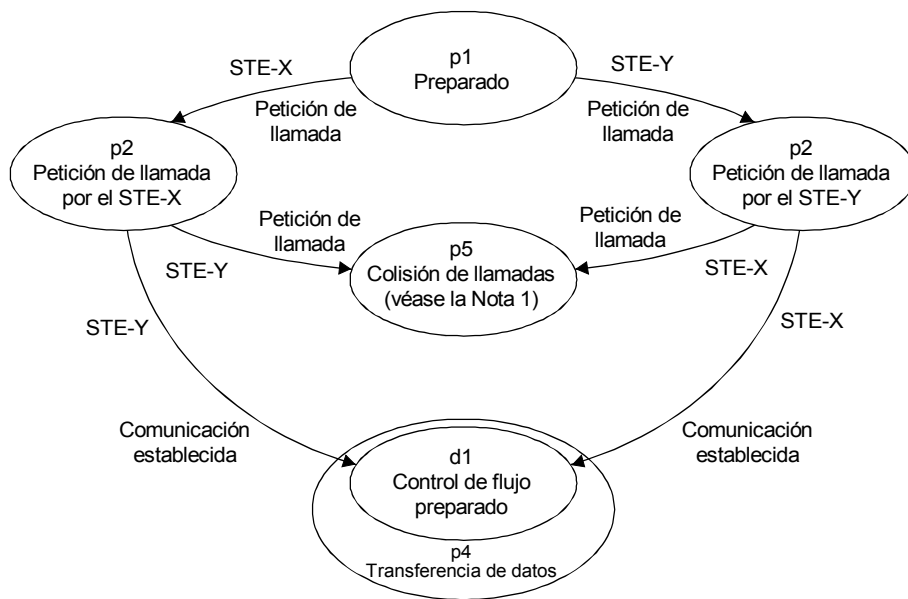 p1
Preparado
STE-X
STE-Y
Petición de
llamada
Petición de
llamada
p2
Petición de llamada
por el STE-X
p2
Petición de llamada
por el STE-Y
Petición de
llamada
Petición de
llamada
p5
Colisión de llamadas
(véase la Nota 1)
STE-Y
STE-X
STE-Y
STE-X
Comunicación
establecida
Comunicación
establecida
d1
Control de flujo
preparado
p4
Transferencia de datos